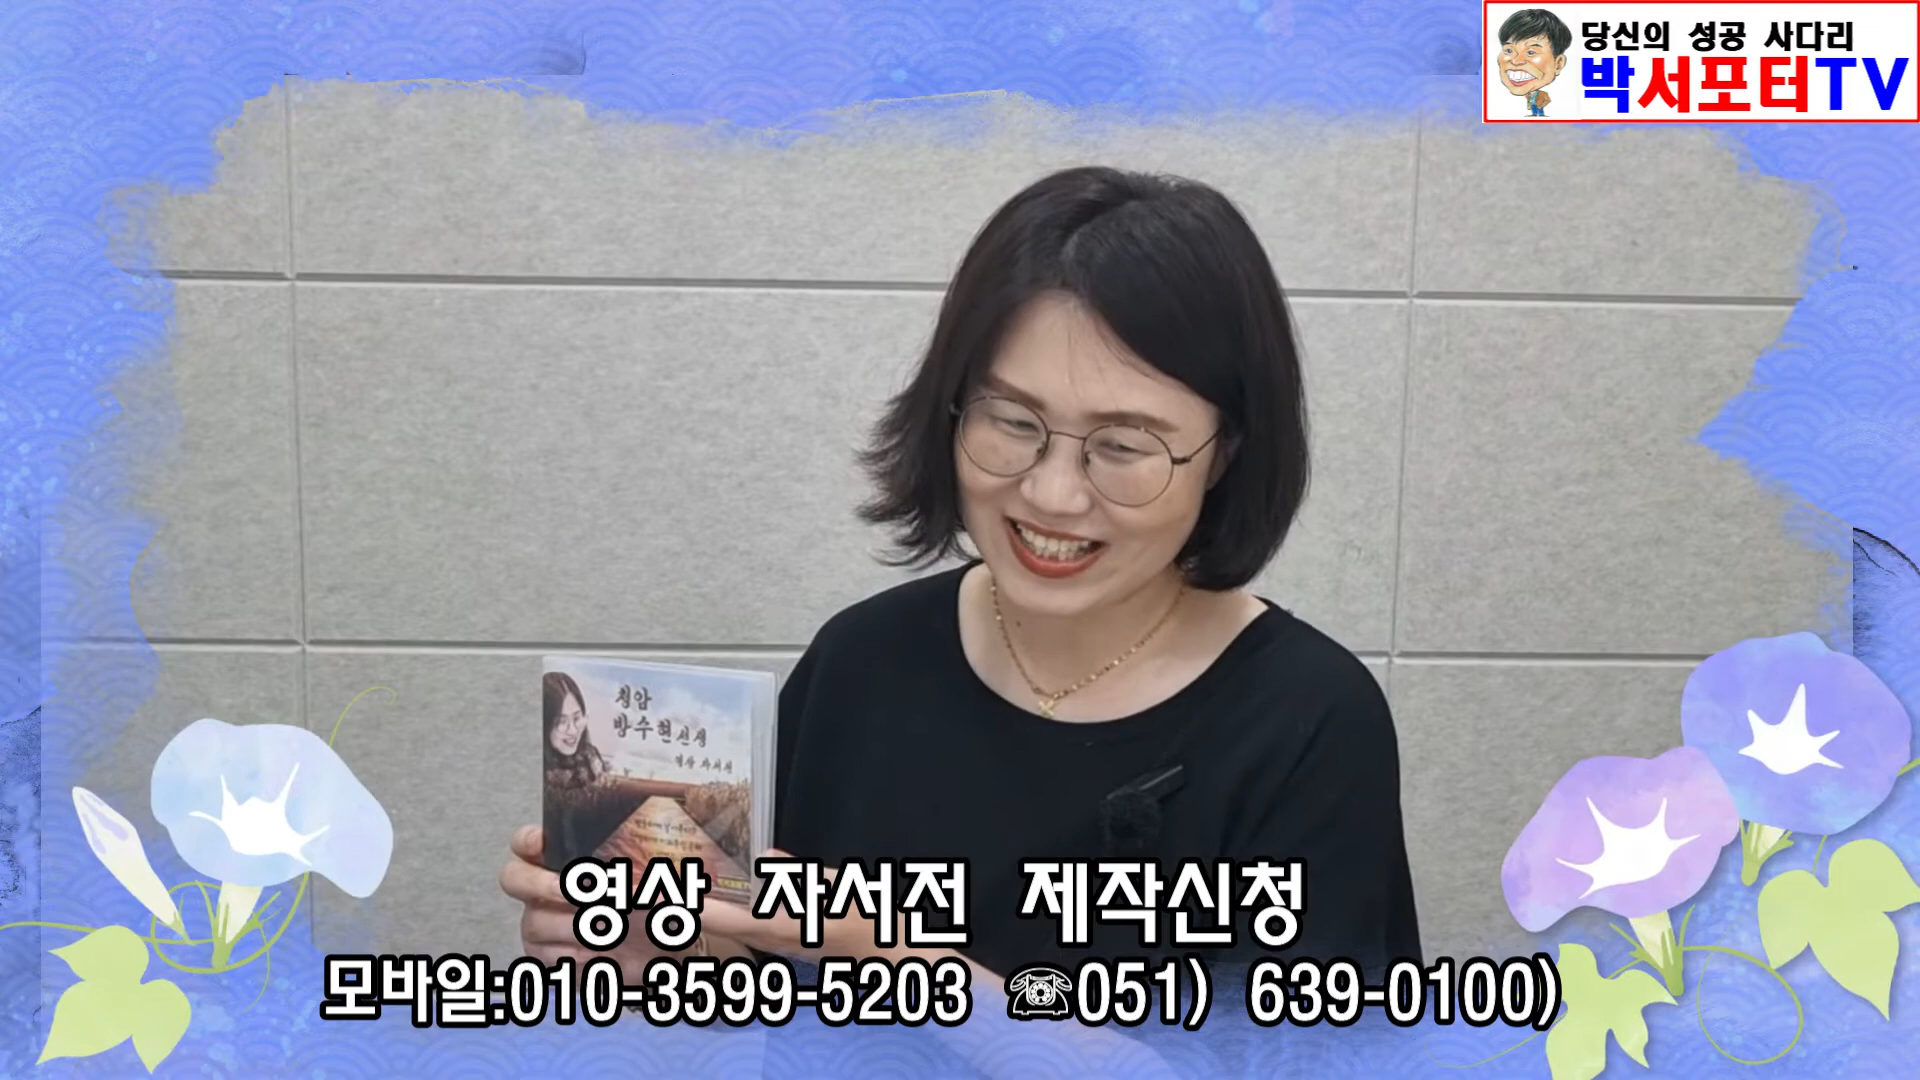 당신의 성공 사다리
박서포터TV
청암
방수현선생
영상 자서전
영상 자서전 제작신청
모바일:010-3599-5203 ☎051) 639-0100)